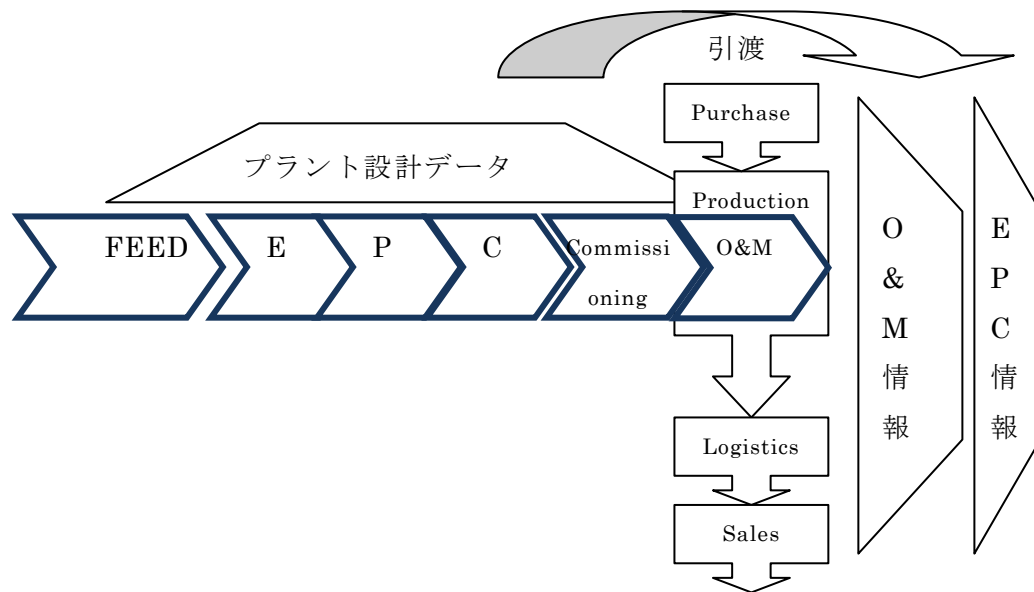 引渡
Purchase
プラント設計データ
Production
FEED
E
P
C
Commissi
oning
O&M
Logistics
Sales
O
&
M
情
報
E
P
C
情
報